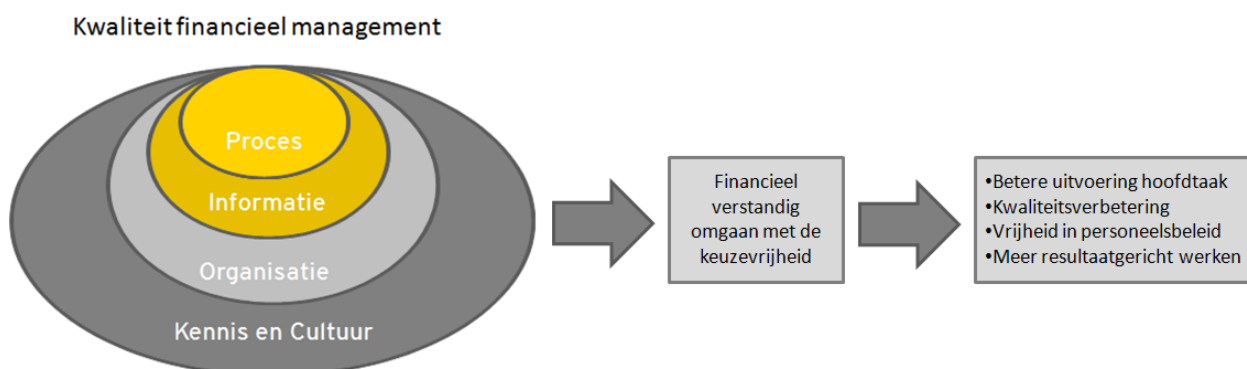 Kwaliteit financieel management
Proces
Informatie
Organisatie
Kennis en Cultuur
Financieel
verstandig
omgaan met de
keuzevrijheid
•Betere uitvoering hoofdtaak
•Kwaliteitsverbetering
•Vrijheid in personeelsbeleid
•Meer resultaatgericht werken